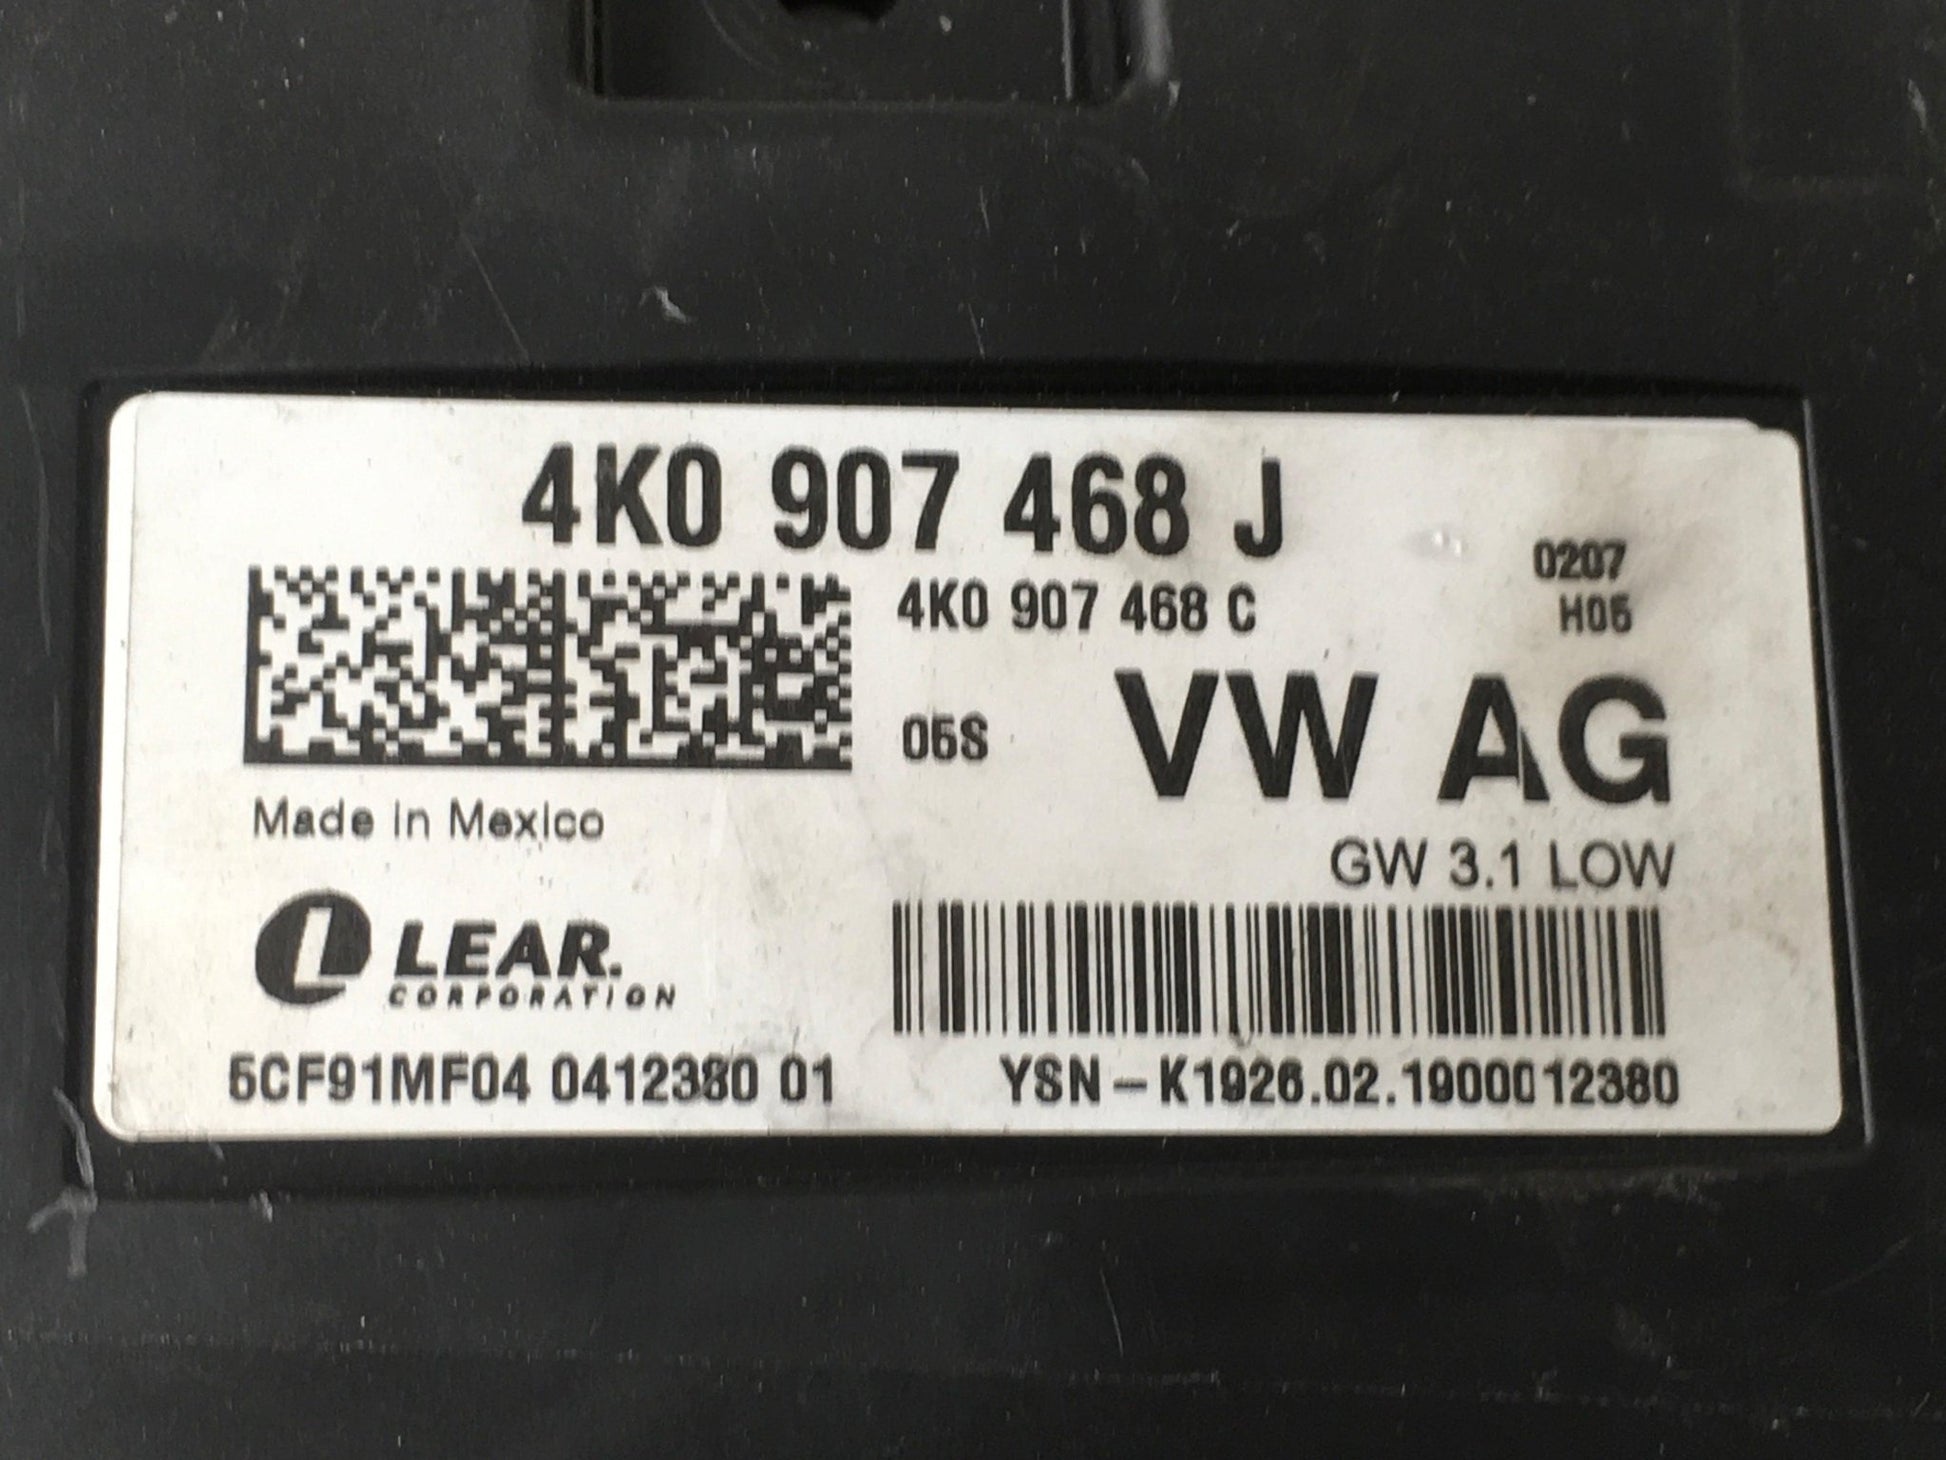 4K0 907 468 J
0207
4K0 907 468 C
H05
05S
VW AG
Made in Mexico
GW 3.1 LOW
LEAR.
CORPORATION
5CF91MF04 0412380 01
YSN-K1926.02.1900012380